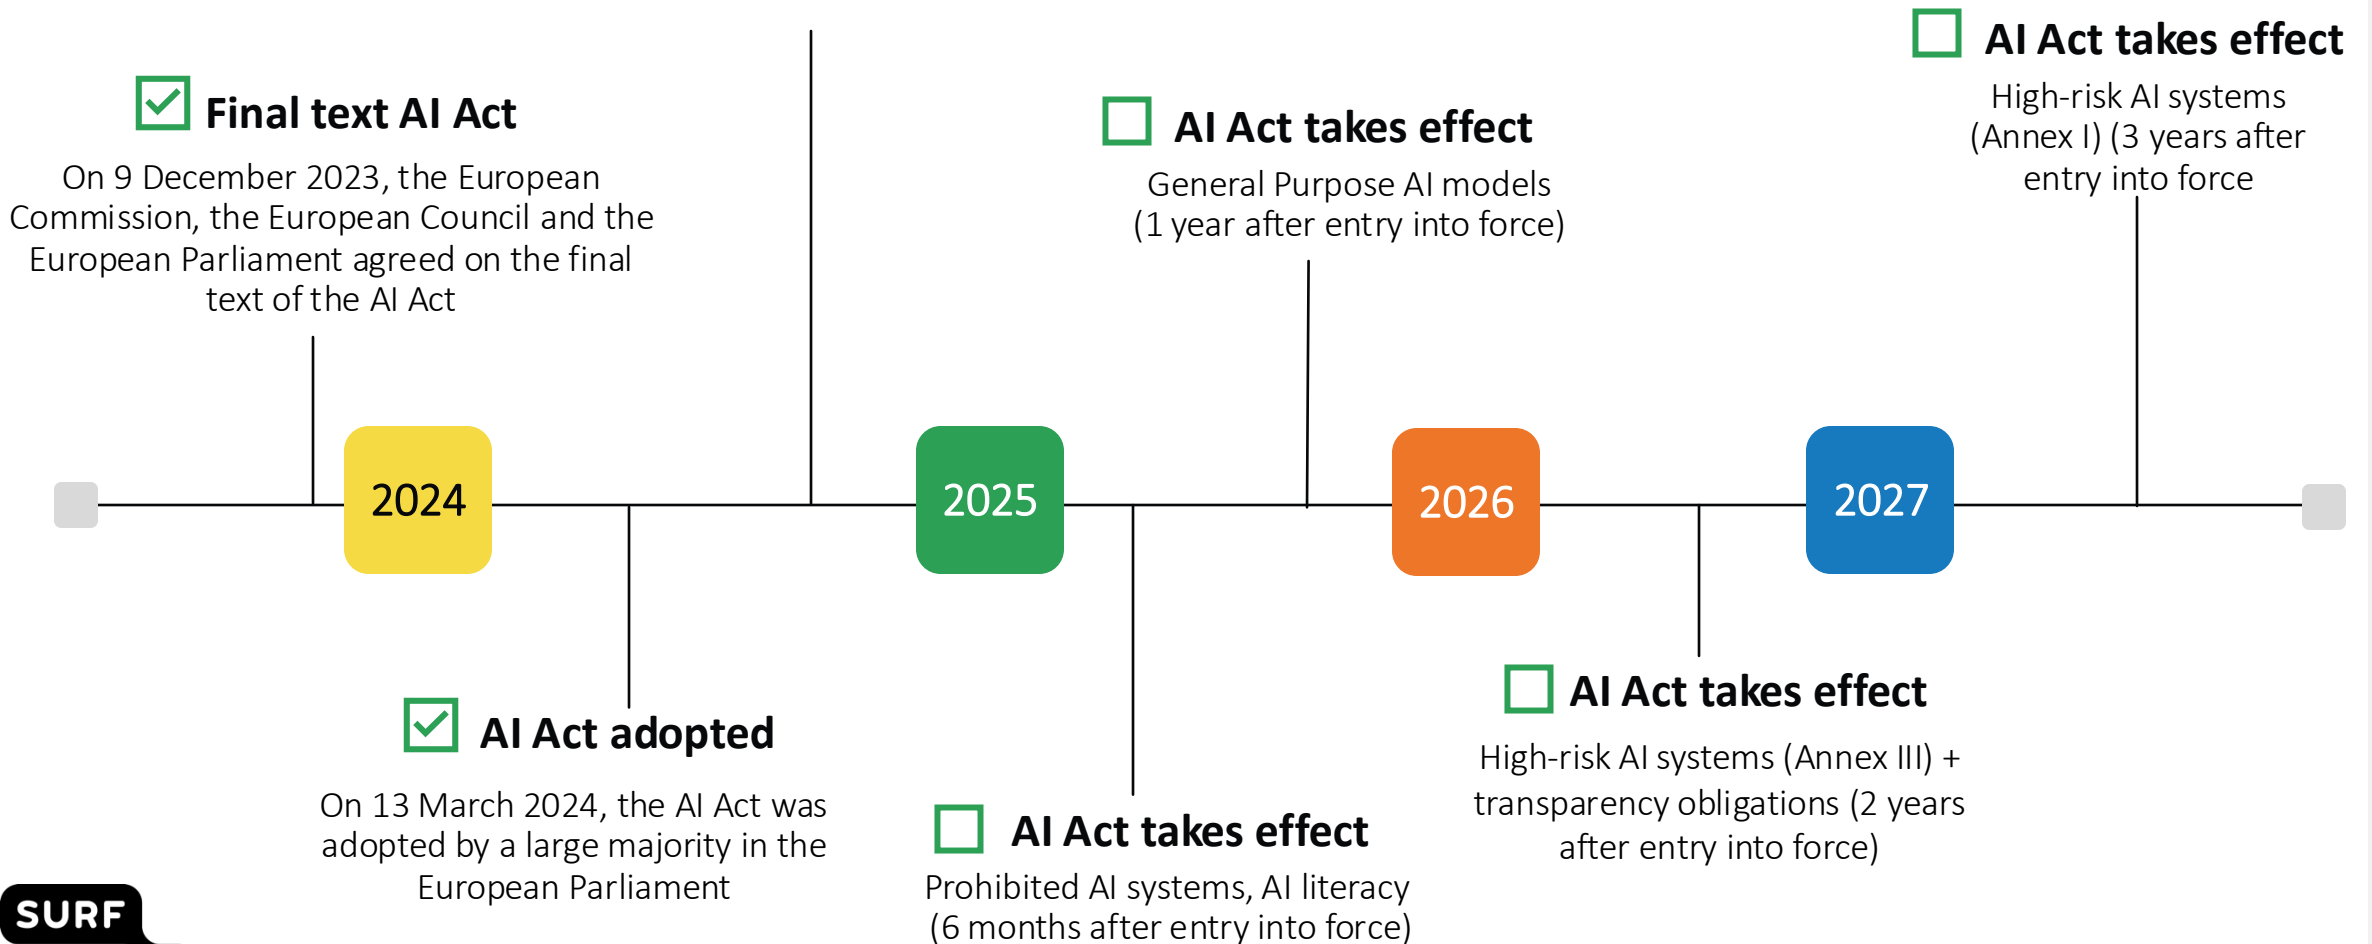 Final text AI Act
On 9 December 2023, the European
Commission, the European Council and the
European Parliament agreed on the final
text of the AI Act
AI Act takes effect
General Purpose AI models
(1 year after entry into force)
AI Act takes effect
High-risk AI systems
(Annex I) (3 years after
entry into force
2024
2025
2026
2027
AI Act adopted
On 13 March 2024, the AI Act was
adopted by a large majority in the
European Parliament
AI Act takes effect
Prohibited AI systems, AI literacy
(6 months after entry into force)
AI Act takes effect
High-risk AI systems (Annex III) +
transparency obligations (2 years
after entry into force)
SURF